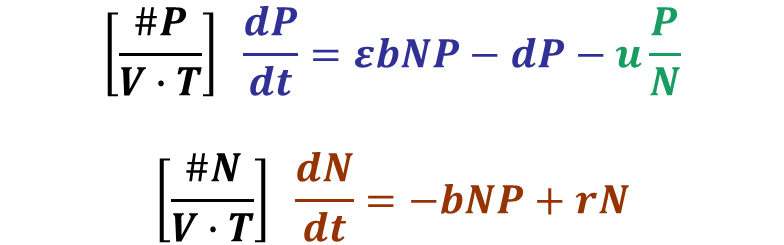 [#P / V · T] dP/dt = εbNP − dP − u P/N
[#N / V · T] dN/dt = −bNP + rN